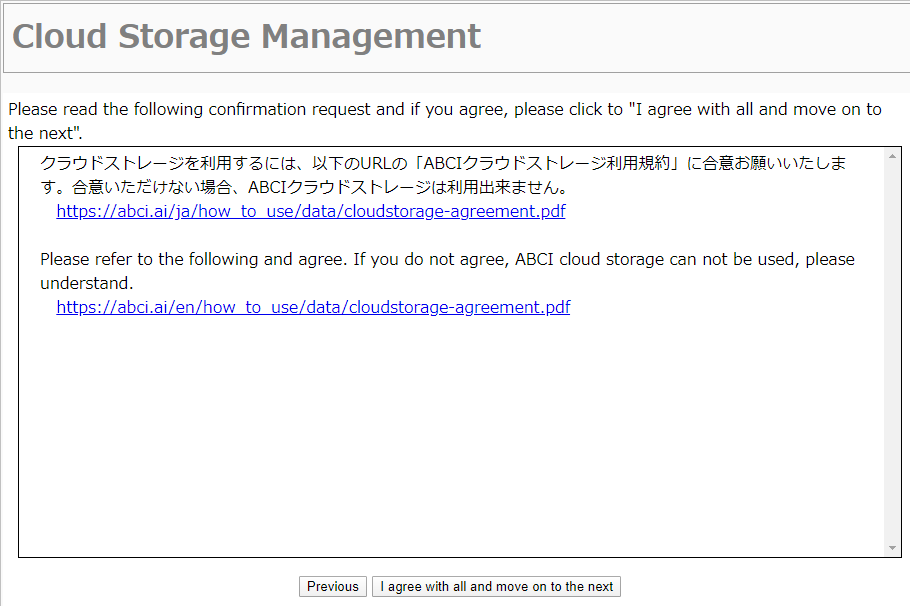 Cloud Storage Management
Please read the following confirmation request and if you agree, please click to "I agree with all and move on to
the next".
クラウドストレージを利用するには、以下のURLの「ABCIクラウドストレージ利用規約」に合意お願いいたしま
す。合意いただけない場合、ABCIクラウドストレージは利用出来ません。
https://abci.ai/ja/how_to_use/data/cloudstorage-agreement.pdf
Please refer to the following and agree. If you do not agree, ABCI cloud storage can not be used, please
understand.
https://abci.ai/en/how_to_use/data/cloudstorage-agreement.pdf
Previous
I agree with all and move on to the next